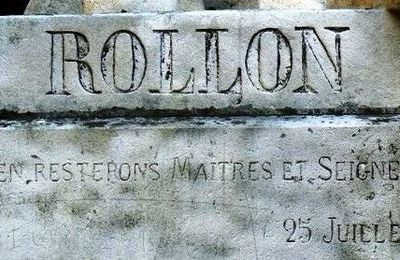 ROLLON
EN RESTERONS MAITRES ET SEIGNE
25 JUILLE